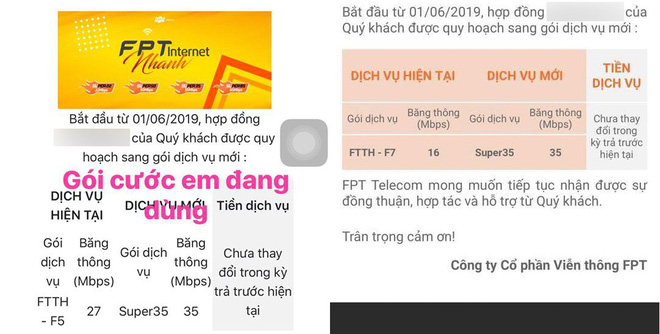 FPT Internet
Nhanh
Bắt đầu từ 01/06/2019, hợp đồng
của Quý khách được quy
hoạch sang gói dịch vụ mới :
Gói cước em đang
dùng
DỊCH VỤ HIỆN TẠI
DỊCH VỤ MỚI
Tiền dịch vụ
Gói dịch vụ
Băng thông (Mbps)
Gói dịch vụ
Băng thông (Mbps)
Chưa thay đổi trong kỳ trả trước hiện tại
FTTH - F5
27
Super35
35
Bắt đầu từ 01/06/2019, hợp đồng của
Quý khách được quy hoạch sang gói dịch vụ mới :
DỊCH VỤ HIỆN TẠI
DỊCH VỤ MỚI
TIỀN DỊCH VỤ
Gói dịch vụ
Băng thông (Mbps)
Gói dịch vụ
Băng thông (Mbps)
Chưa thay đổi trong kỳ trả trước hiện tại
FTTH - F7
16
Super35
35
FPT Telecom mong muốn tiếp tục nhận được sự
đồng thuận, hợp tác và hỗ trợ từ Quý khách.
Trân trọng cảm ơn!
Công ty Cổ phần Viễn thông FPT